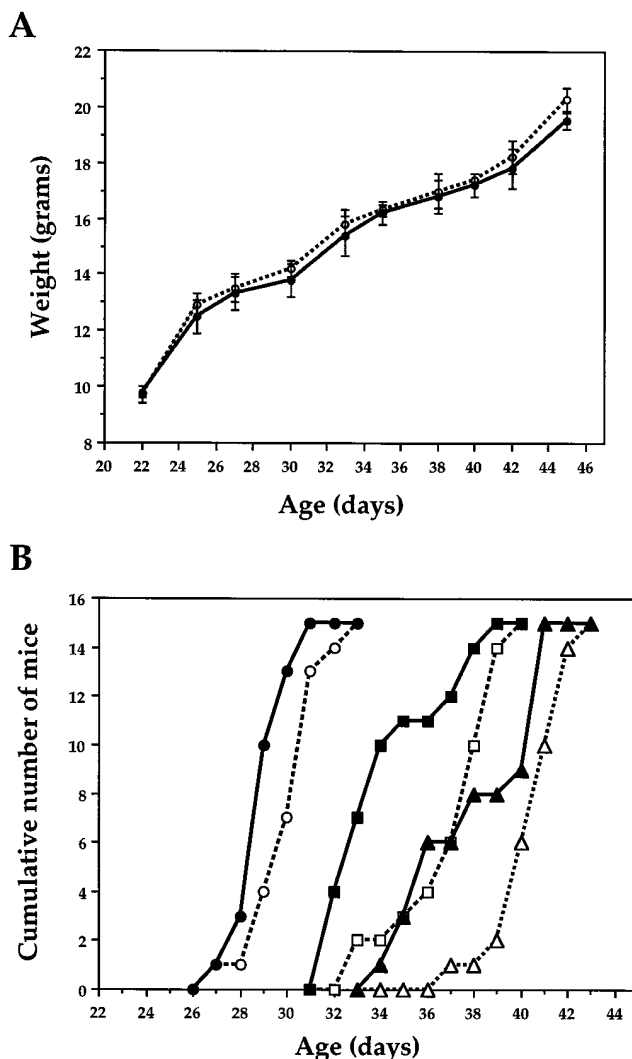 A
22
20
18
16
14
12
10
8
Weight (grams)
20 22 24 26 28 30 32 34 36 38 40 42 44 46
Age (days)
B
16
14
12
10
8
6
4
2
0
Cumulative number of mice
22 24 26 28 30 32 34 36 38 40 42 44
Age (days)